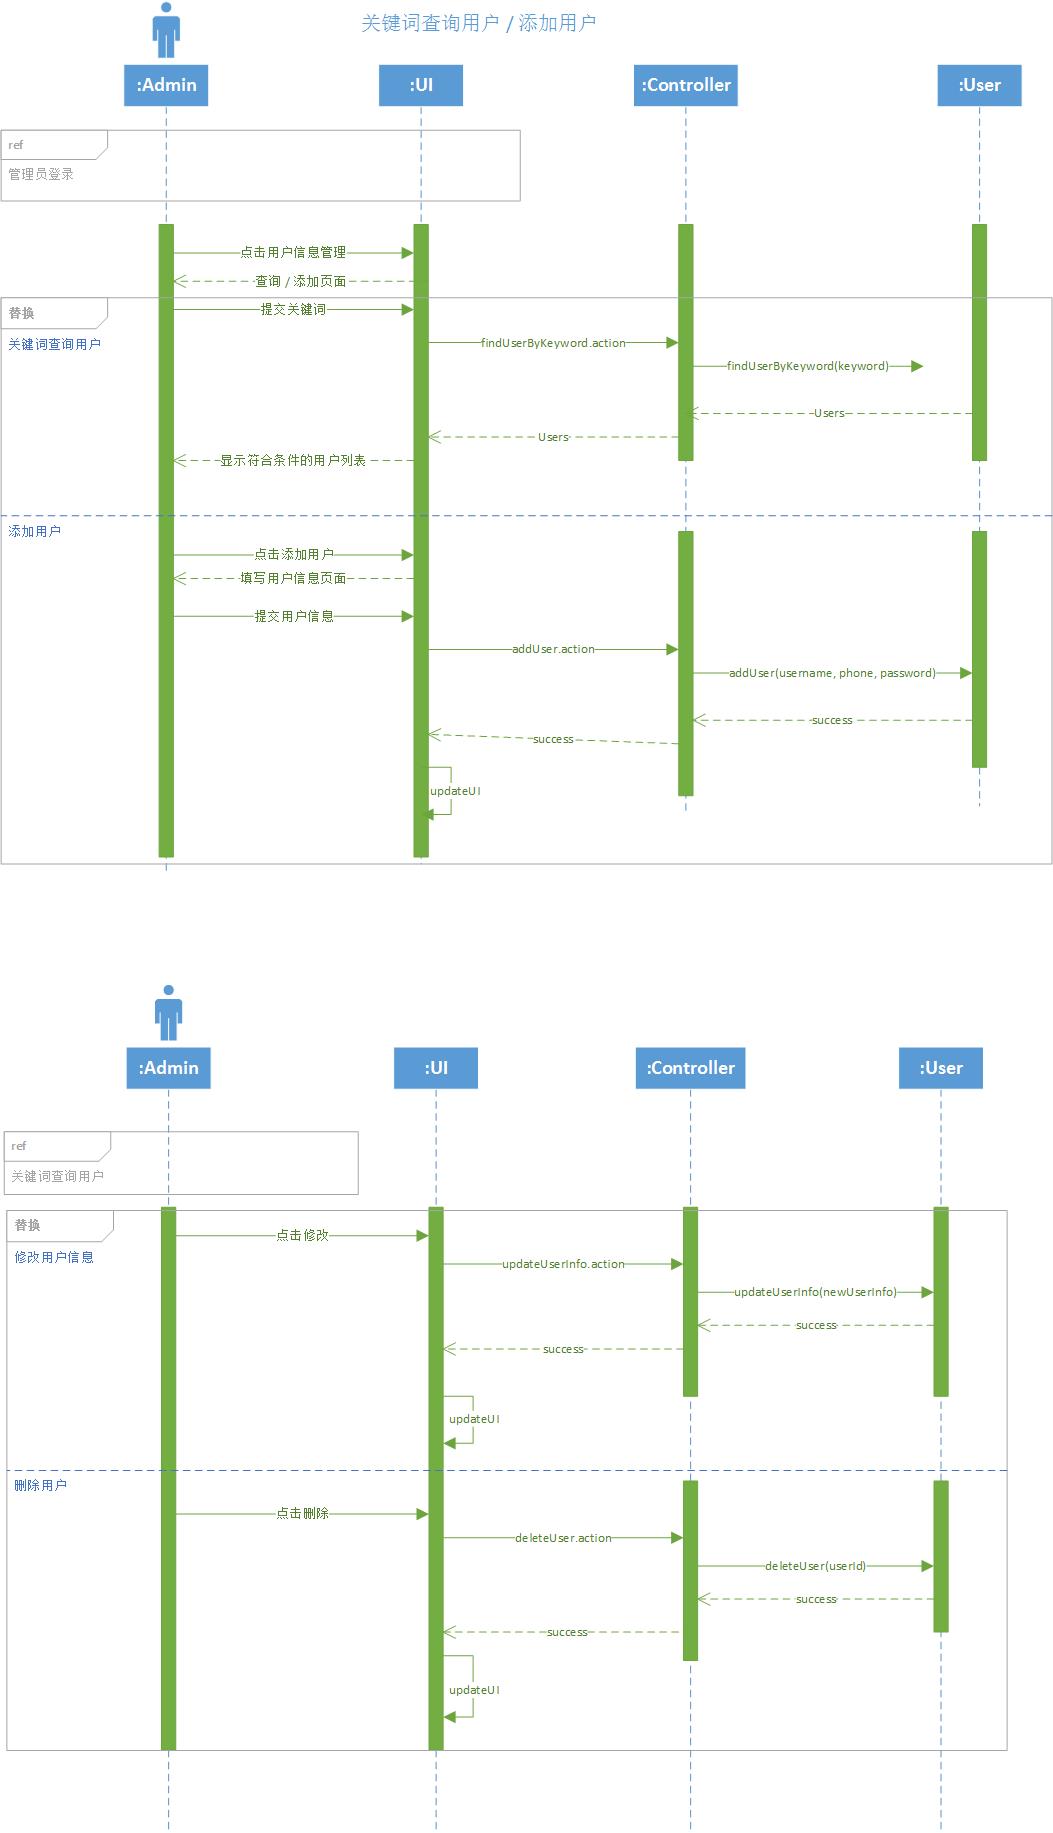 关键词查询用户 / 添加用户
:Admin
:UI
:Controller
:User
ref
管理员登录
点击用户信息管理
查询 / 添加页面
替换
提交关键词
关键词查询用户
findUserByKeyword.action
findUserByKeyword(keyword)
Users
Users
显示符合条件的用户列表
添加用户
点击添加用户
填写用户信息页面
提交用户信息
addUser.action
addUser(username, phone, password)
success
success
updateUI
:Admin
:UI
:Controller
:User
ref
关键词查询用户
替换
点击修改
修改用户信息
updateUserInfo.action
updateUserInfo(newUserInfo)
success
success
updateUI
删除用户
点击删除
deleteUser.action
deleteUser(userId)
success
success
updateUI